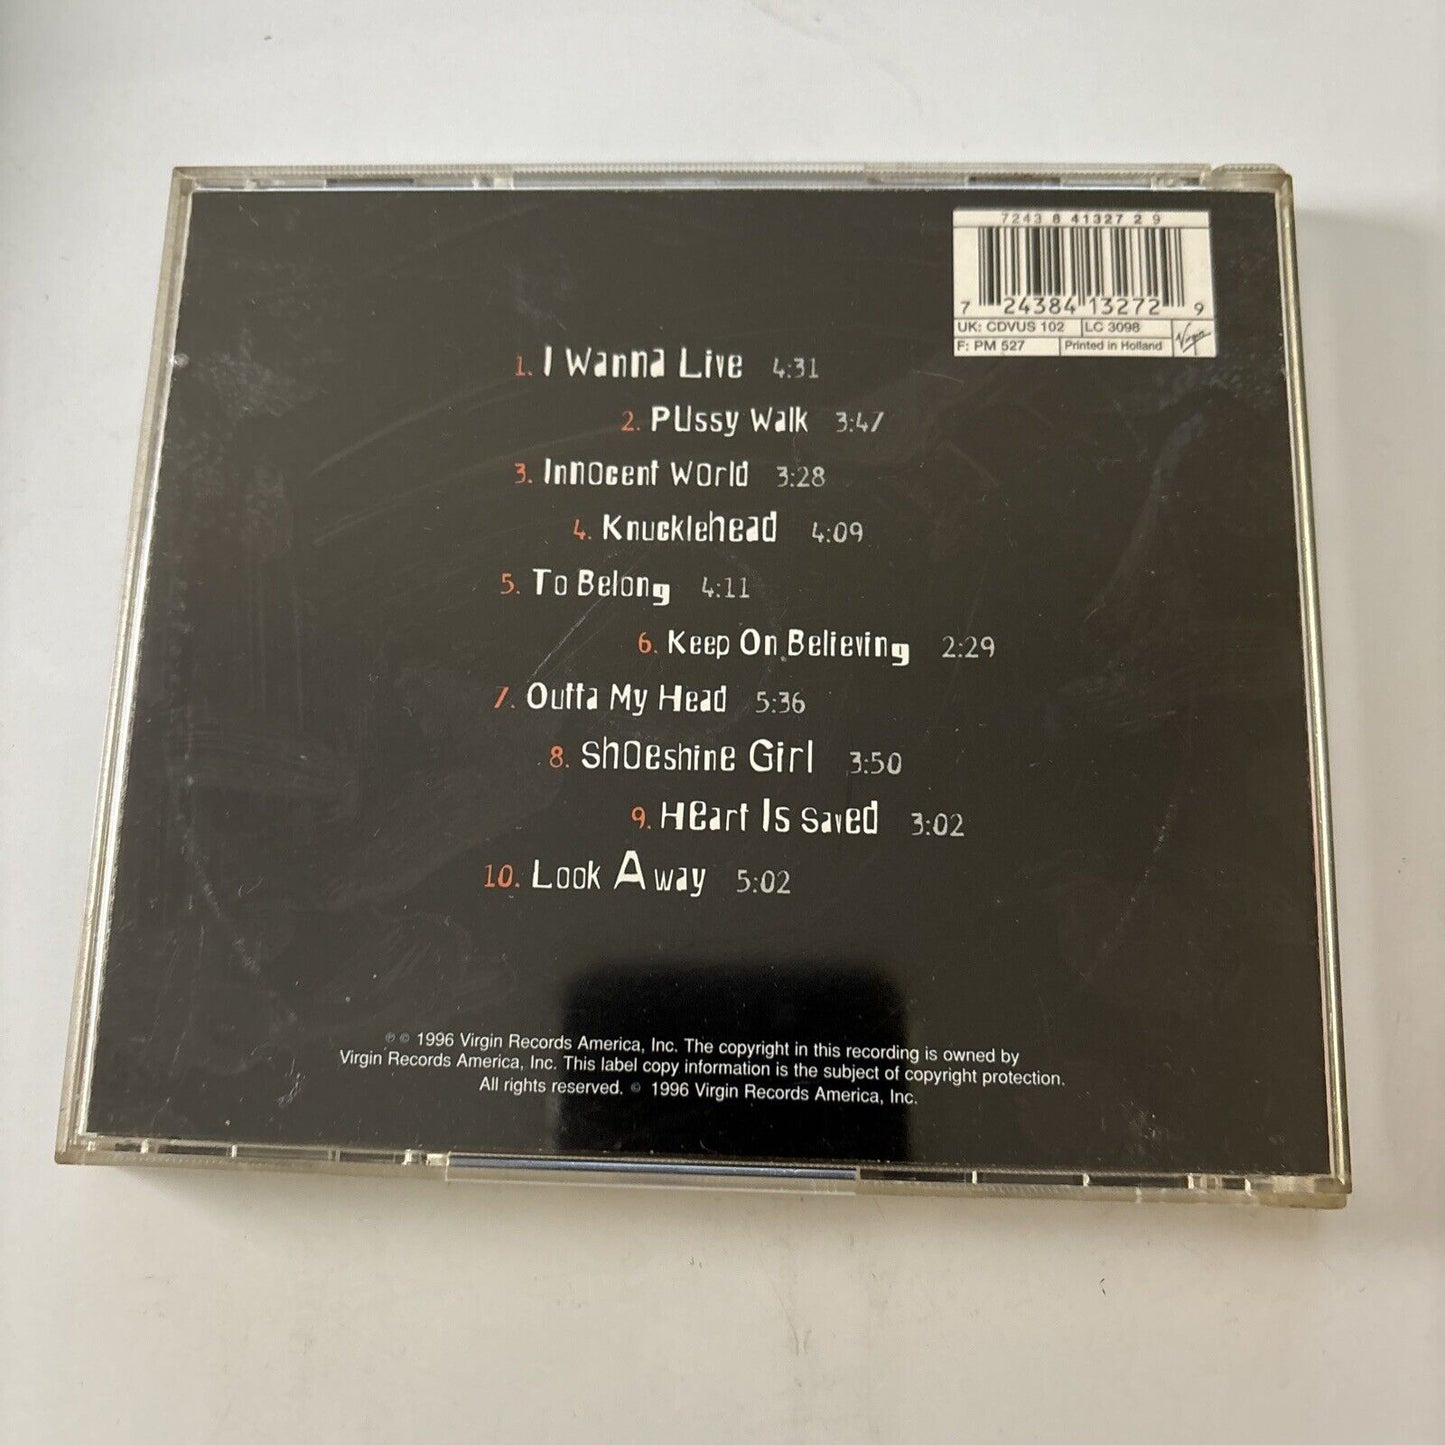 7243 8 41327 2 9
7 24384 13272 9
UK: CDVUS 102 LC 3098
F: PM 527 Printed in Holland Virgin
1. I Wanna Live 4:31
2. Pussy Walk 3:47
3. Innocent World 3:28
4. Knucklehead 4:09
5. To Belong 4:11
6. Keep On Believing 2:29
7. Outta My Head 5:36
8. Shoeshine Girl 3:50
9. Heart Is Saved 3:02
10. Look Away 5:02
℗ © 1996 Virgin Records America, Inc. The copyright in this recording is owned by
Virgin Records America, Inc. This label copy information is the subject of copyright protection.
All rights reserved. © 1996 Virgin Records America, Inc.